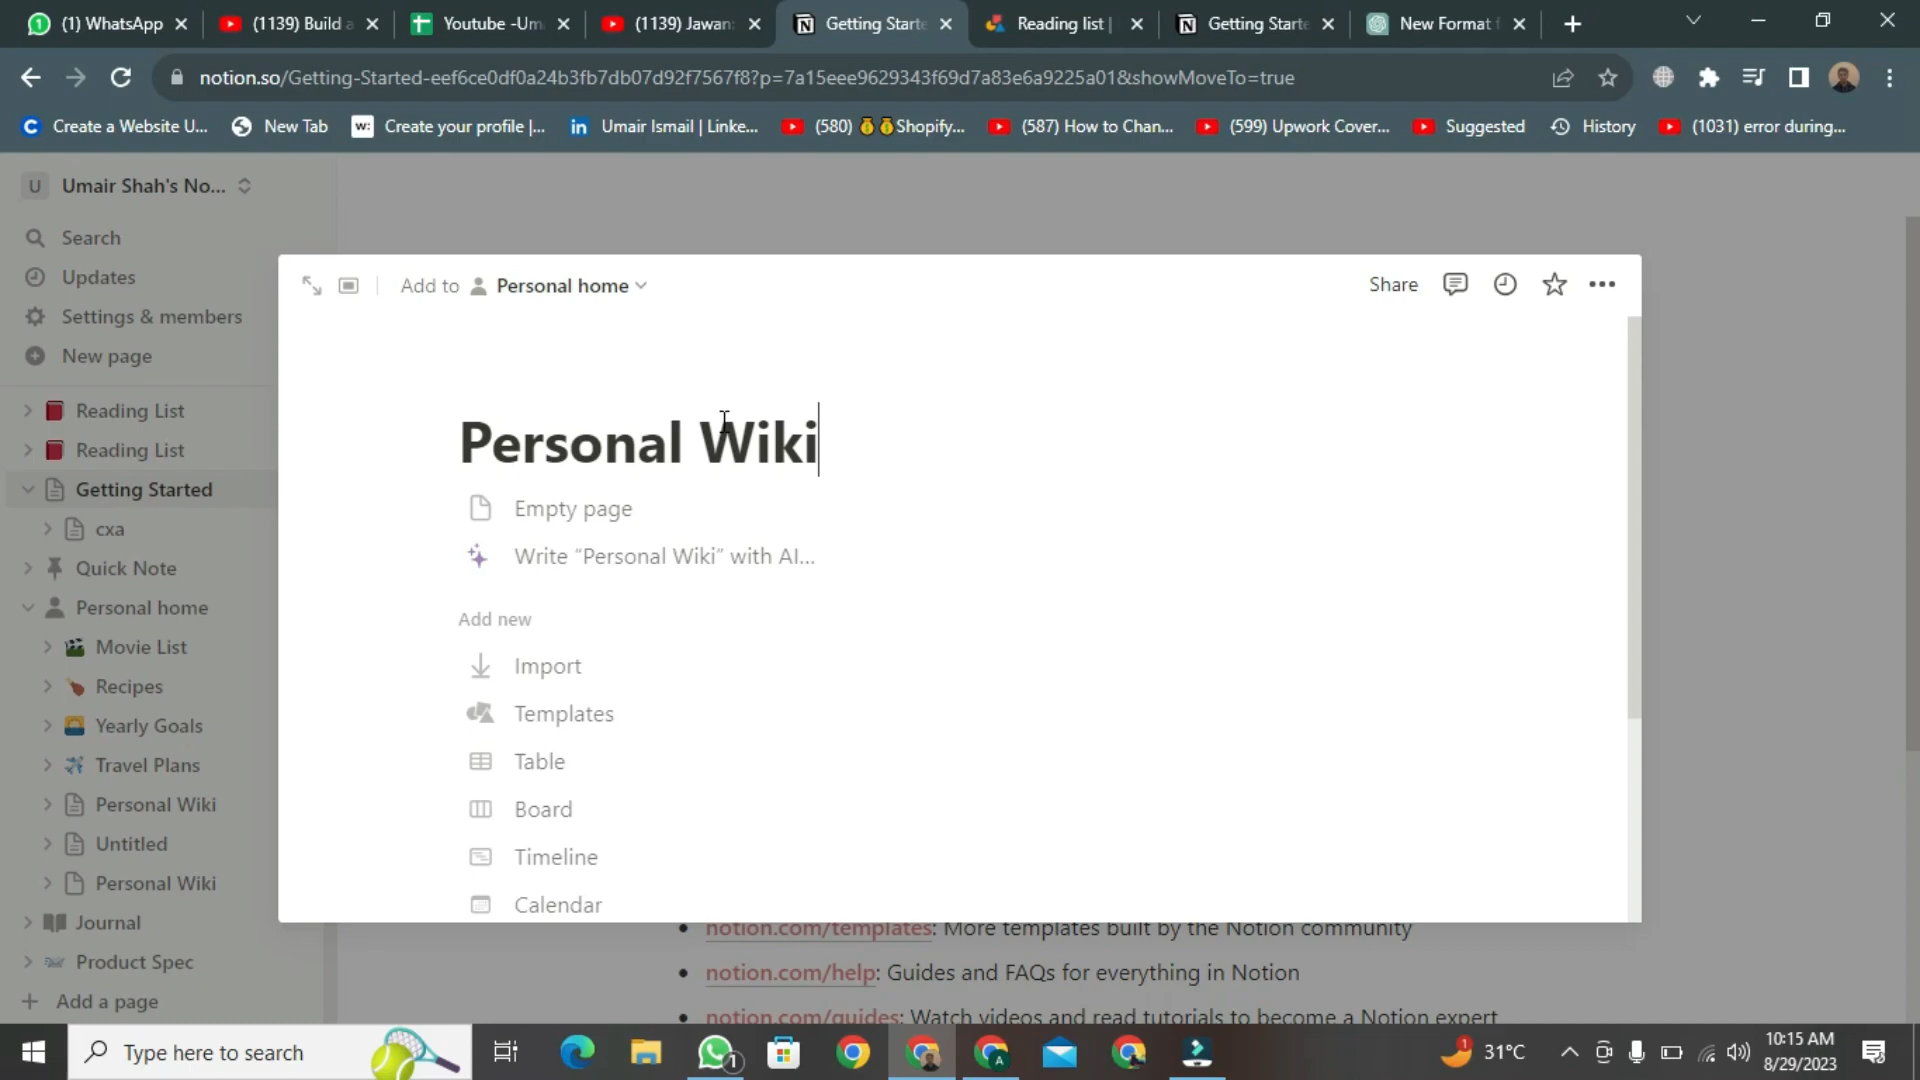 (1) WhatsApp
(1139) Build a
Youtube -Um
(1139) Jawan:
Getting Starte
Reading list |
Getting Starte
New Format f
notion.so/Getting-Started-eef6ce0df0a24b3fb7db07d92f7567f8?p=7a15eee9629343f69d7a83e6a9225a01&showMoveTo=true
Create a Website U...
New Tab
Create your profile |...
Umair Ismail | Linke...
(580) 💰💰Shopify...
(587) How to Chan...
(599) Upwork Cover...
Suggested
History
(1031) error during...
U Umair Shah's No...
Search
Updates
Settings & members
New page
Reading List
Reading List
Getting Started
cxa
Quick Note
Personal home
Movie List
Recipes
Yearly Goals
Travel Plans
Personal Wiki
Untitled
Personal Wiki
Journal
Product Spec
Add a page
Add to Personal home
Share
Personal Wiki
Empty page
Write “Personal Wiki” with AI...
Add new
Import
Templates
Table
Board
Timeline
Calendar
notion.com/templates: More templates built by the Notion community
notion.com/help: Guides and FAQs for everything in Notion
notion.com/guides: Watch videos and read tutorials to become a Notion expert
Type here to search
1
A
1
31°C
10:15 AM
8/29/2023